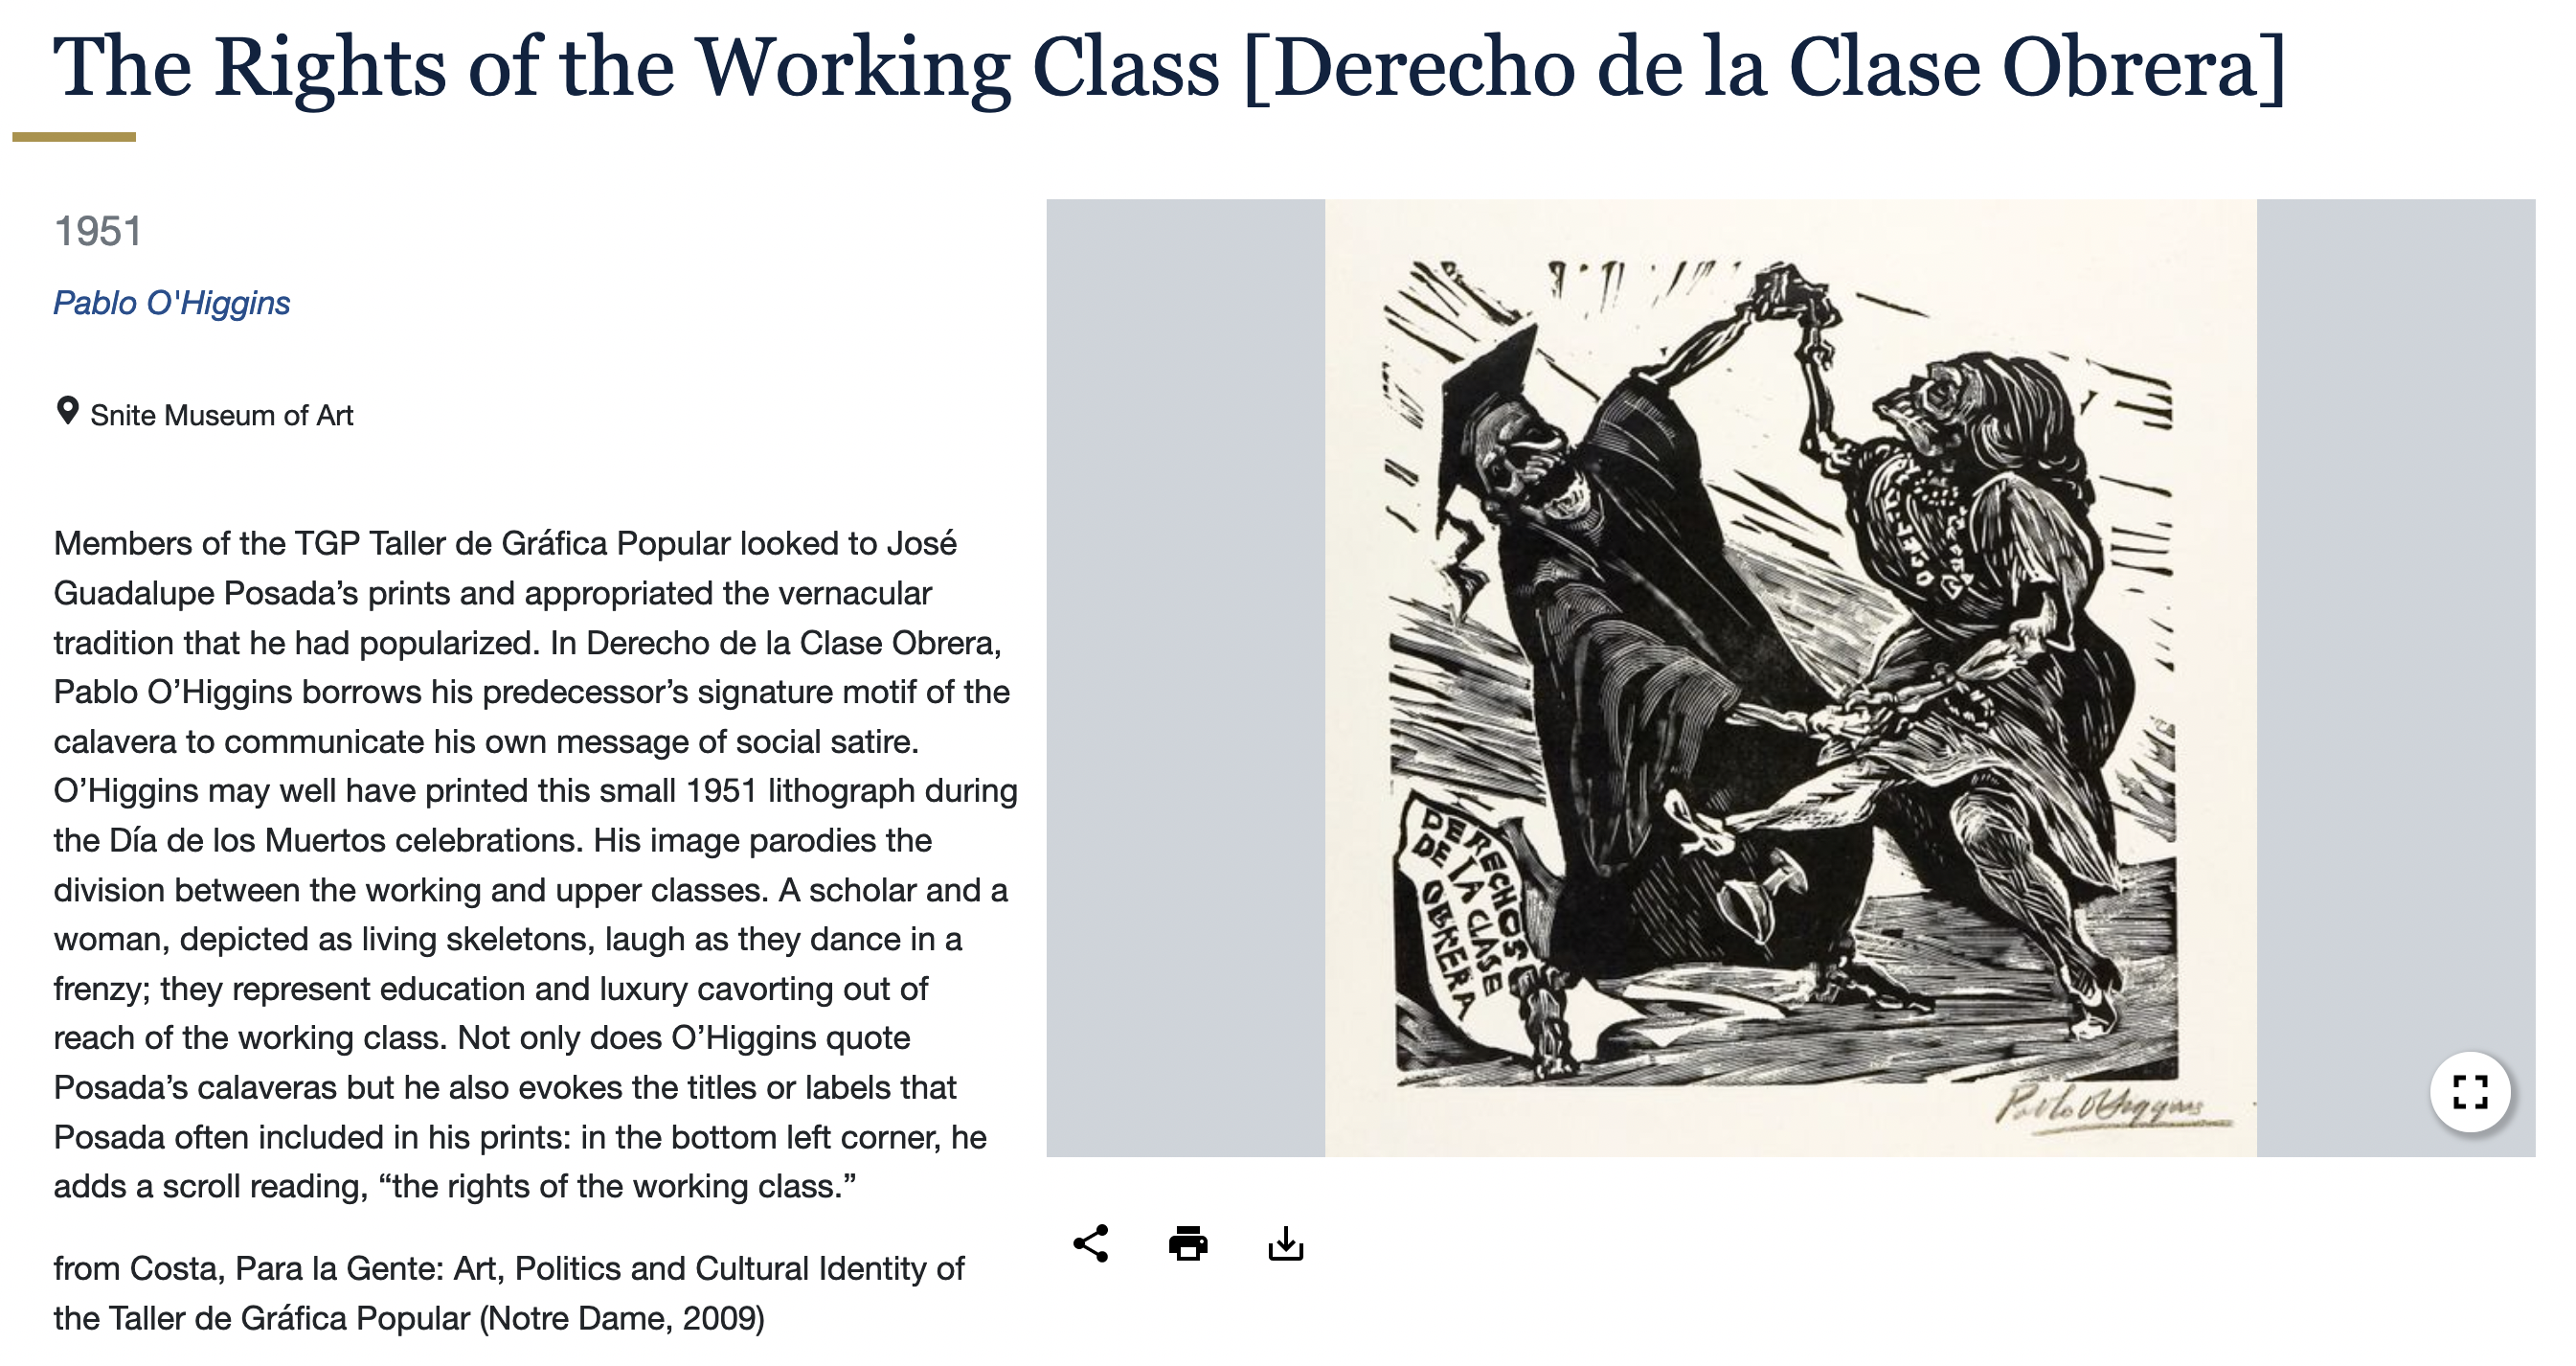 The Rights of the Working Class [Derecho de la Clase Obrera]
1951
Pablo O'Higgins
Snite Museum of Art
Members of the TGP Taller de Gráfica Popular looked to José
Guadalupe Posada’s prints and appropriated the vernacular
tradition that he had popularized. In Derecho de la Clase Obrera,
Pablo O’Higgins borrows his predecessor’s signature motif of the
calavera to communicate his own message of social satire.
O’Higgins may well have printed this small 1951 lithograph during
the Día de los Muertos celebrations. His image parodies the
division between the working and upper classes. A scholar and a
woman, depicted as living skeletons, laugh as they dance in a
frenzy; they represent education and luxury cavorting out of
reach of the working class. Not only does O’Higgins quote
Posada’s calaveras but he also evokes the titles or labels that
Posada often included in his prints: in the bottom left corner, he
adds a scroll reading, “the rights of the working class.”
from Costa, Para la Gente: Art, Politics and Cultural Identity of
the Taller de Gráfica Popular (Notre Dame, 2009)
DERECHOS
DE LA CLASE
OBRERA
Pablo O'Higgins